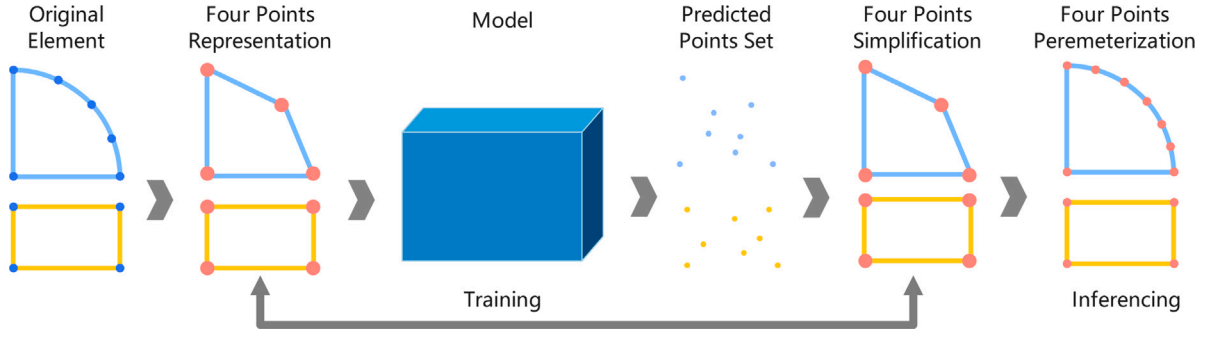 Original
Element
Four Points
Representation
Model
Predicted
Points Set
Four Points
Simplification
Four Points
Peremeterization
Training
Inferencing